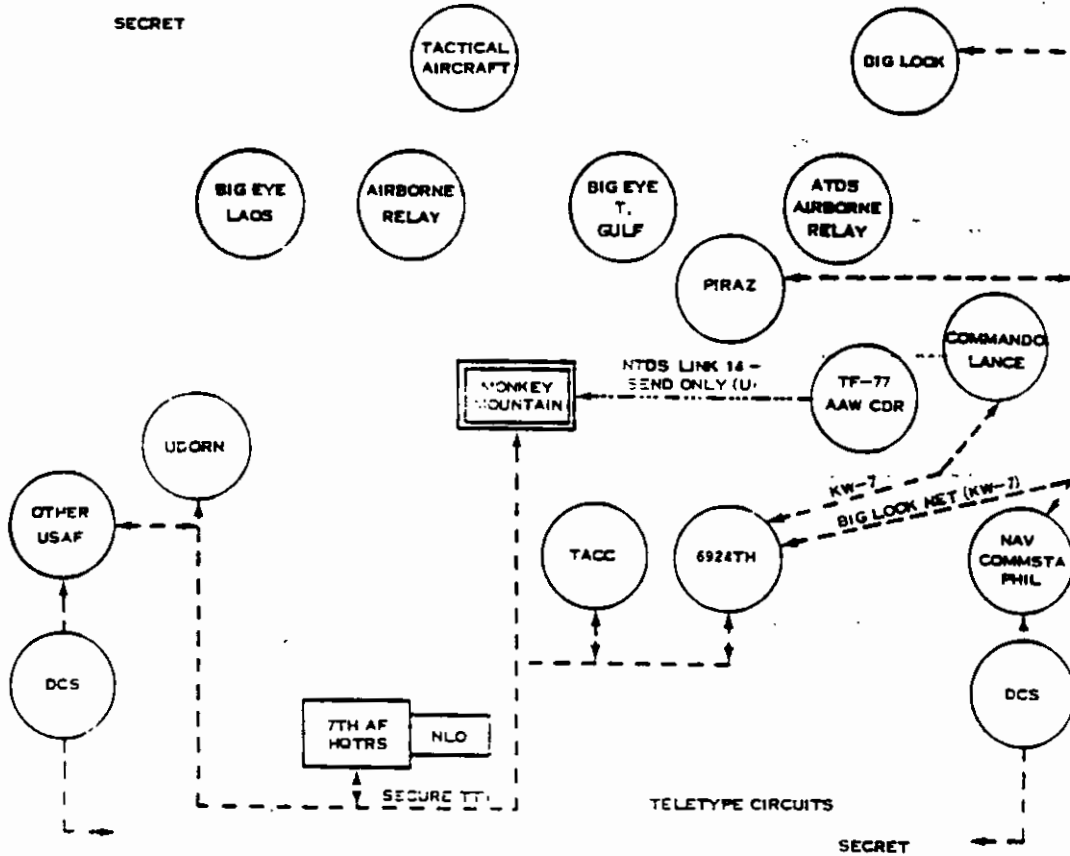 SECRET
TACTICAL
AIRCRAFT
BIG LOOK
BIG EYE
LAOS
AIRBORNE
RELAY
BIG EYE
T.
GULF
ATDS
AIRBORNE
RELAY
PIRAZ
COMMANDO
LANCE
NTDS LINK 14 -
SEND ONLY (U)
MONKEY
MOUNTAIN
TF-77
AAW CDR
UDORN
KW-7
BIG LOOK NET (KW-7)
OTHER
USAF
TACC
6924TH
NAV
COMMSTA
PHIL
DCS
DCS
7TH AF
HQTRS
NLO
SECURE TTY
TELETYPE CIRCUITS
SECRET